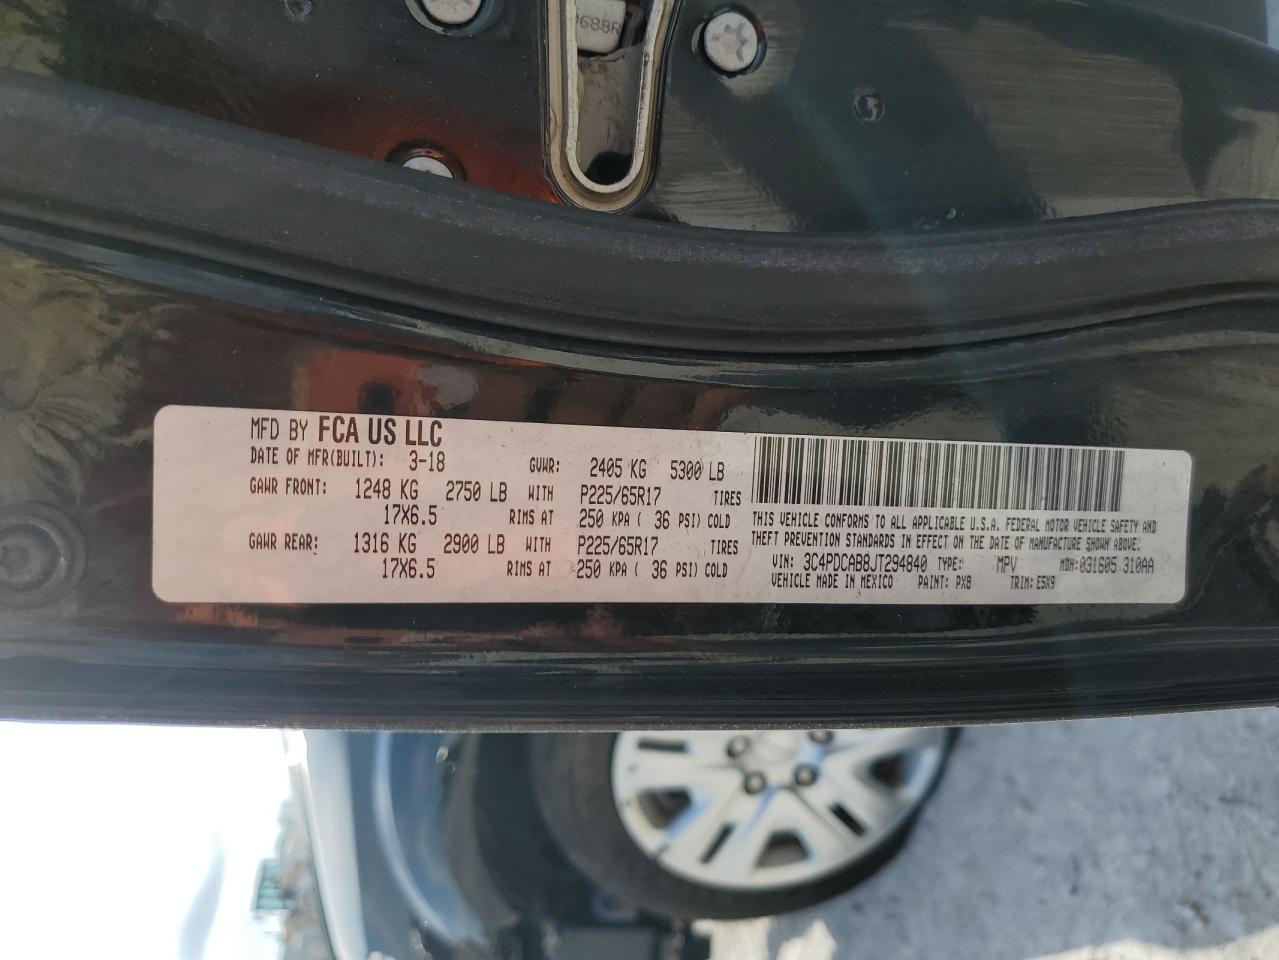 0688R
MFD BY FCA US LLC
DATE OF MFR(BUILT): 3-18 GVWR: 2405 KG 5300 LB
GAWR FRONT: 1248 KG 2750 LB WITH P225/65R17 TIRES
17X6.5 RIMS AT 250 KPA ( 36 PSI) COLD
GAWR REAR: 1316 KG 2900 LB WITH P225/65R17 TIRES
17X6.5 RIMS AT 250 KPA ( 36 PSI) COLD
THIS VEHICLE CONFORMS TO ALL APPLICABLE U.S.A. FEDERAL MOTOR VEHICLE SAFETY AND
THEFT PREVENTION STANDARDS IN EFFECT ON THE DATE OF MANUFACTURE SHOWN ABOVE:
VIN: 3C4PDCAB8JT294840 TYPE: MPV MDH:031605 310AA
VEHICLE MADE IN MEXICO PAINT: PX8 TRIM: E5X9